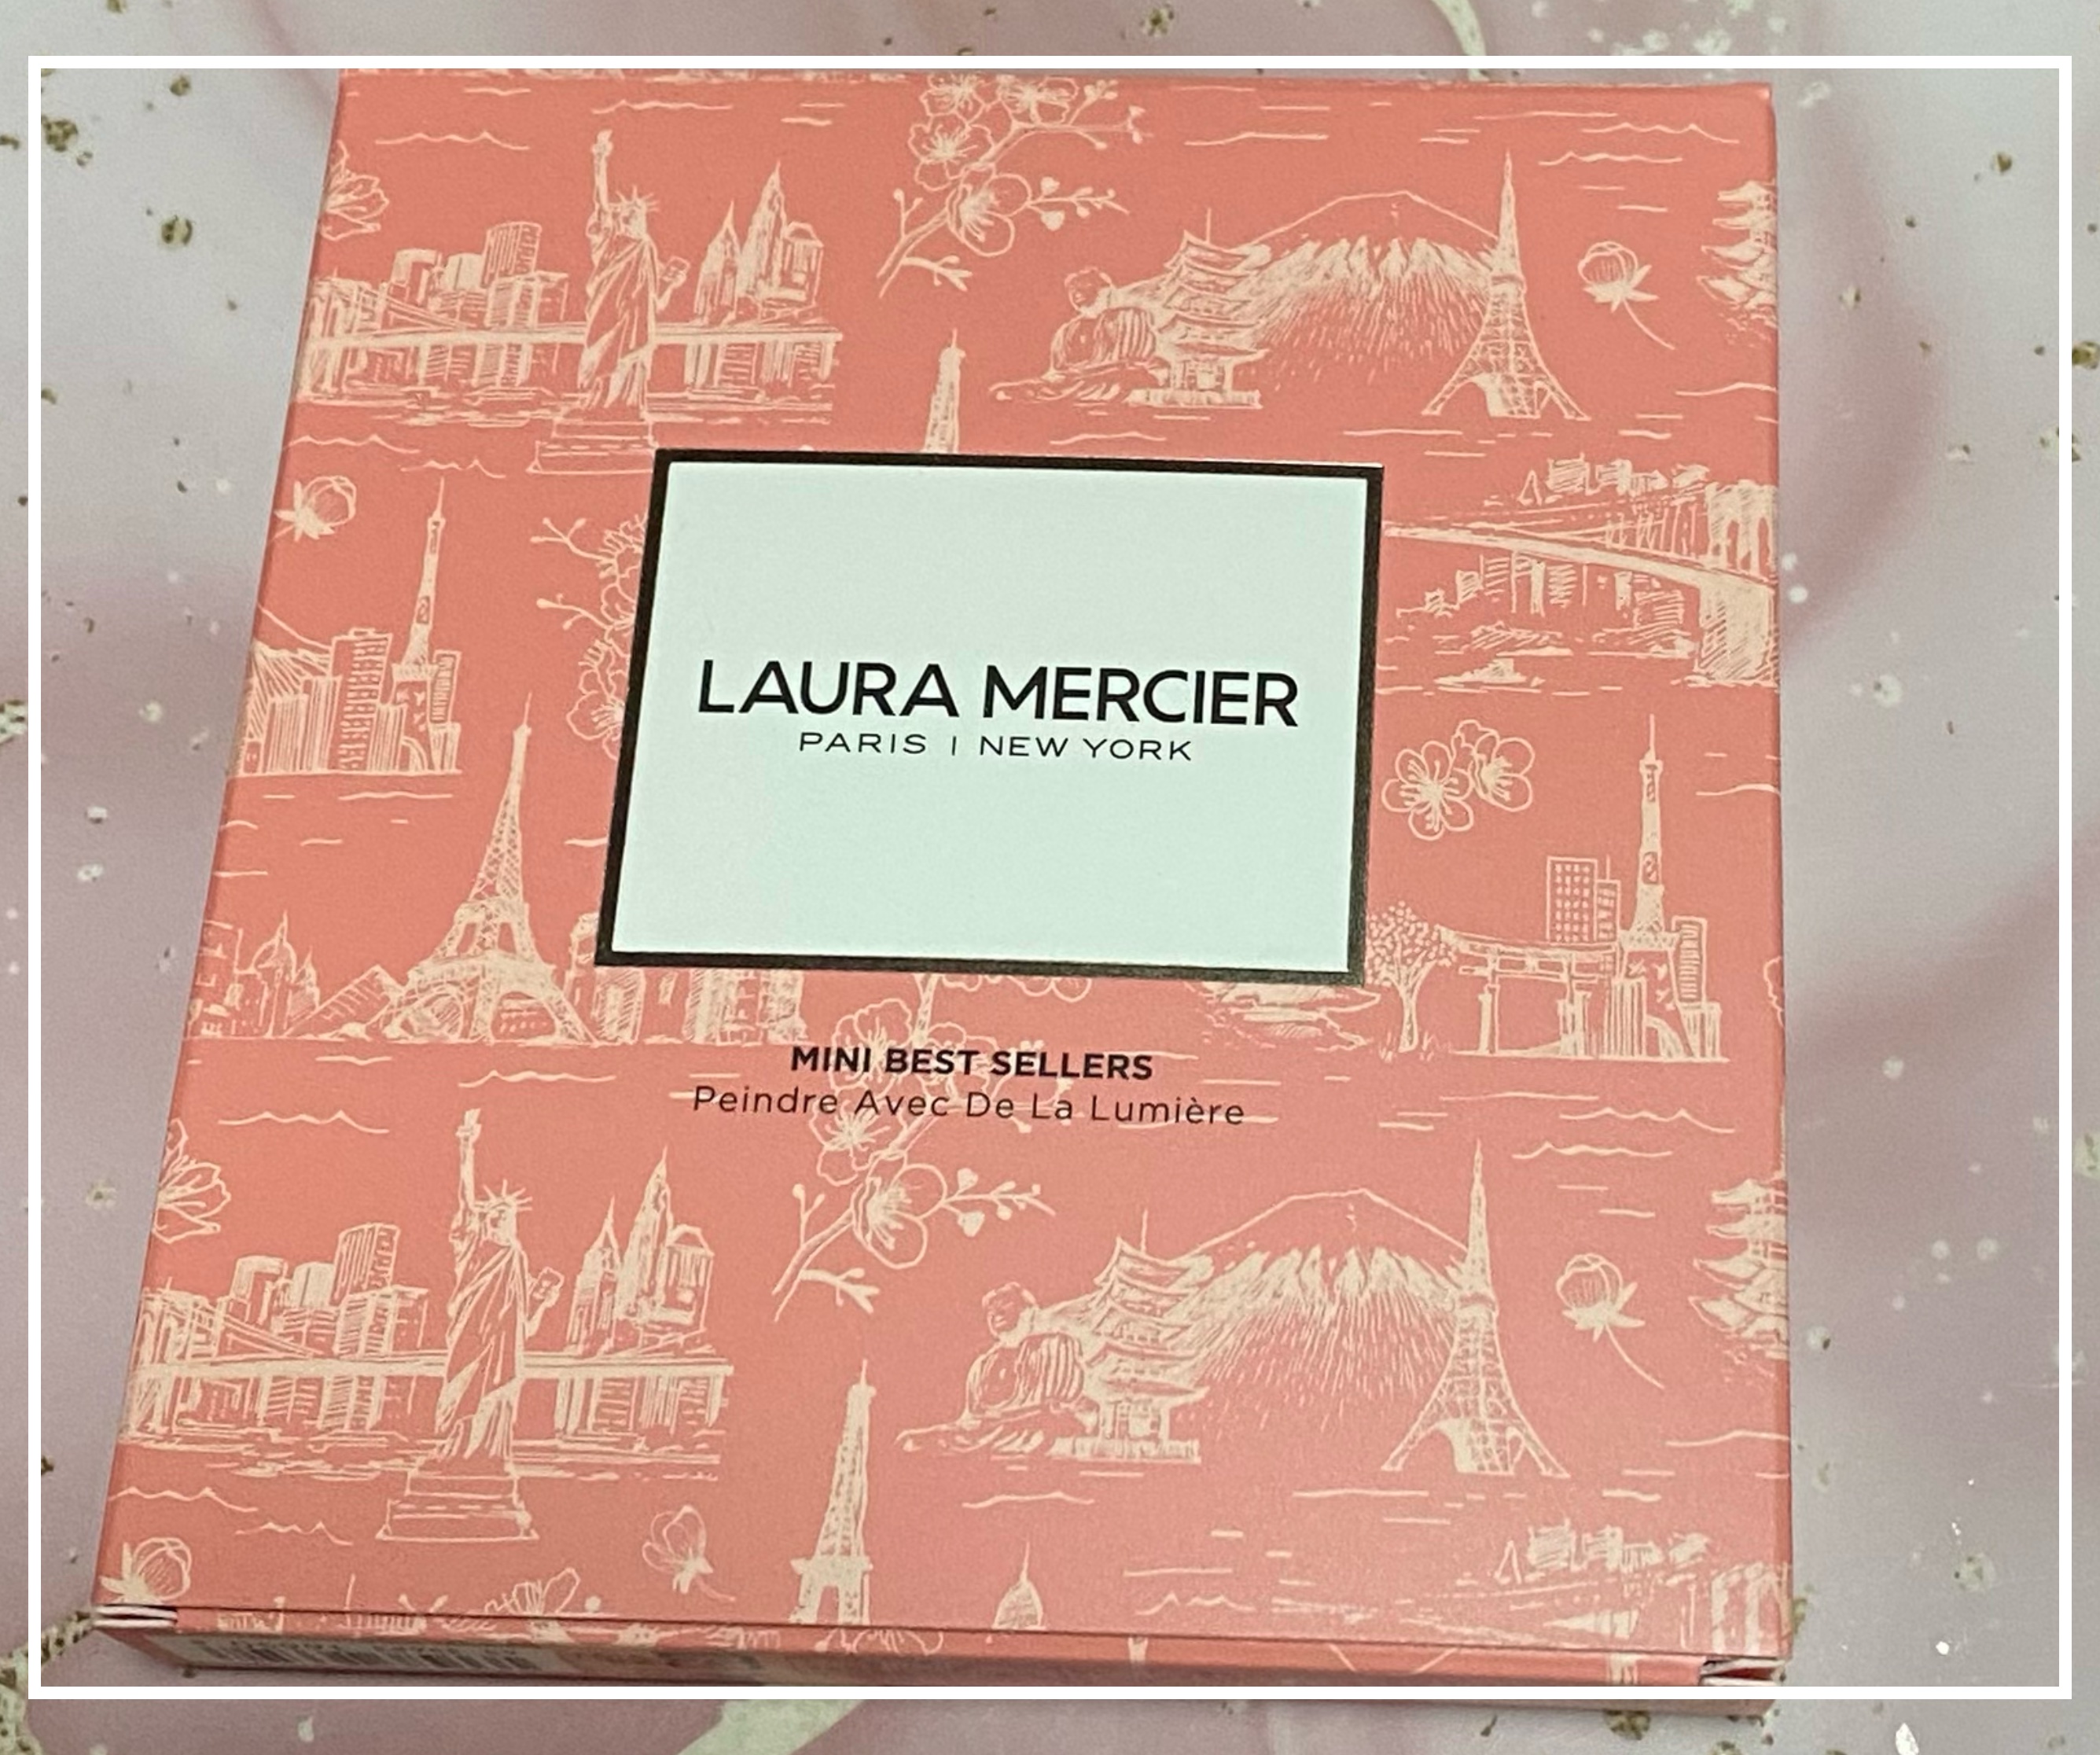 LAURA MERCIER
PARIS | NEW YORK
MINI BEST SELLERS
Peindre Avec De La Lumière